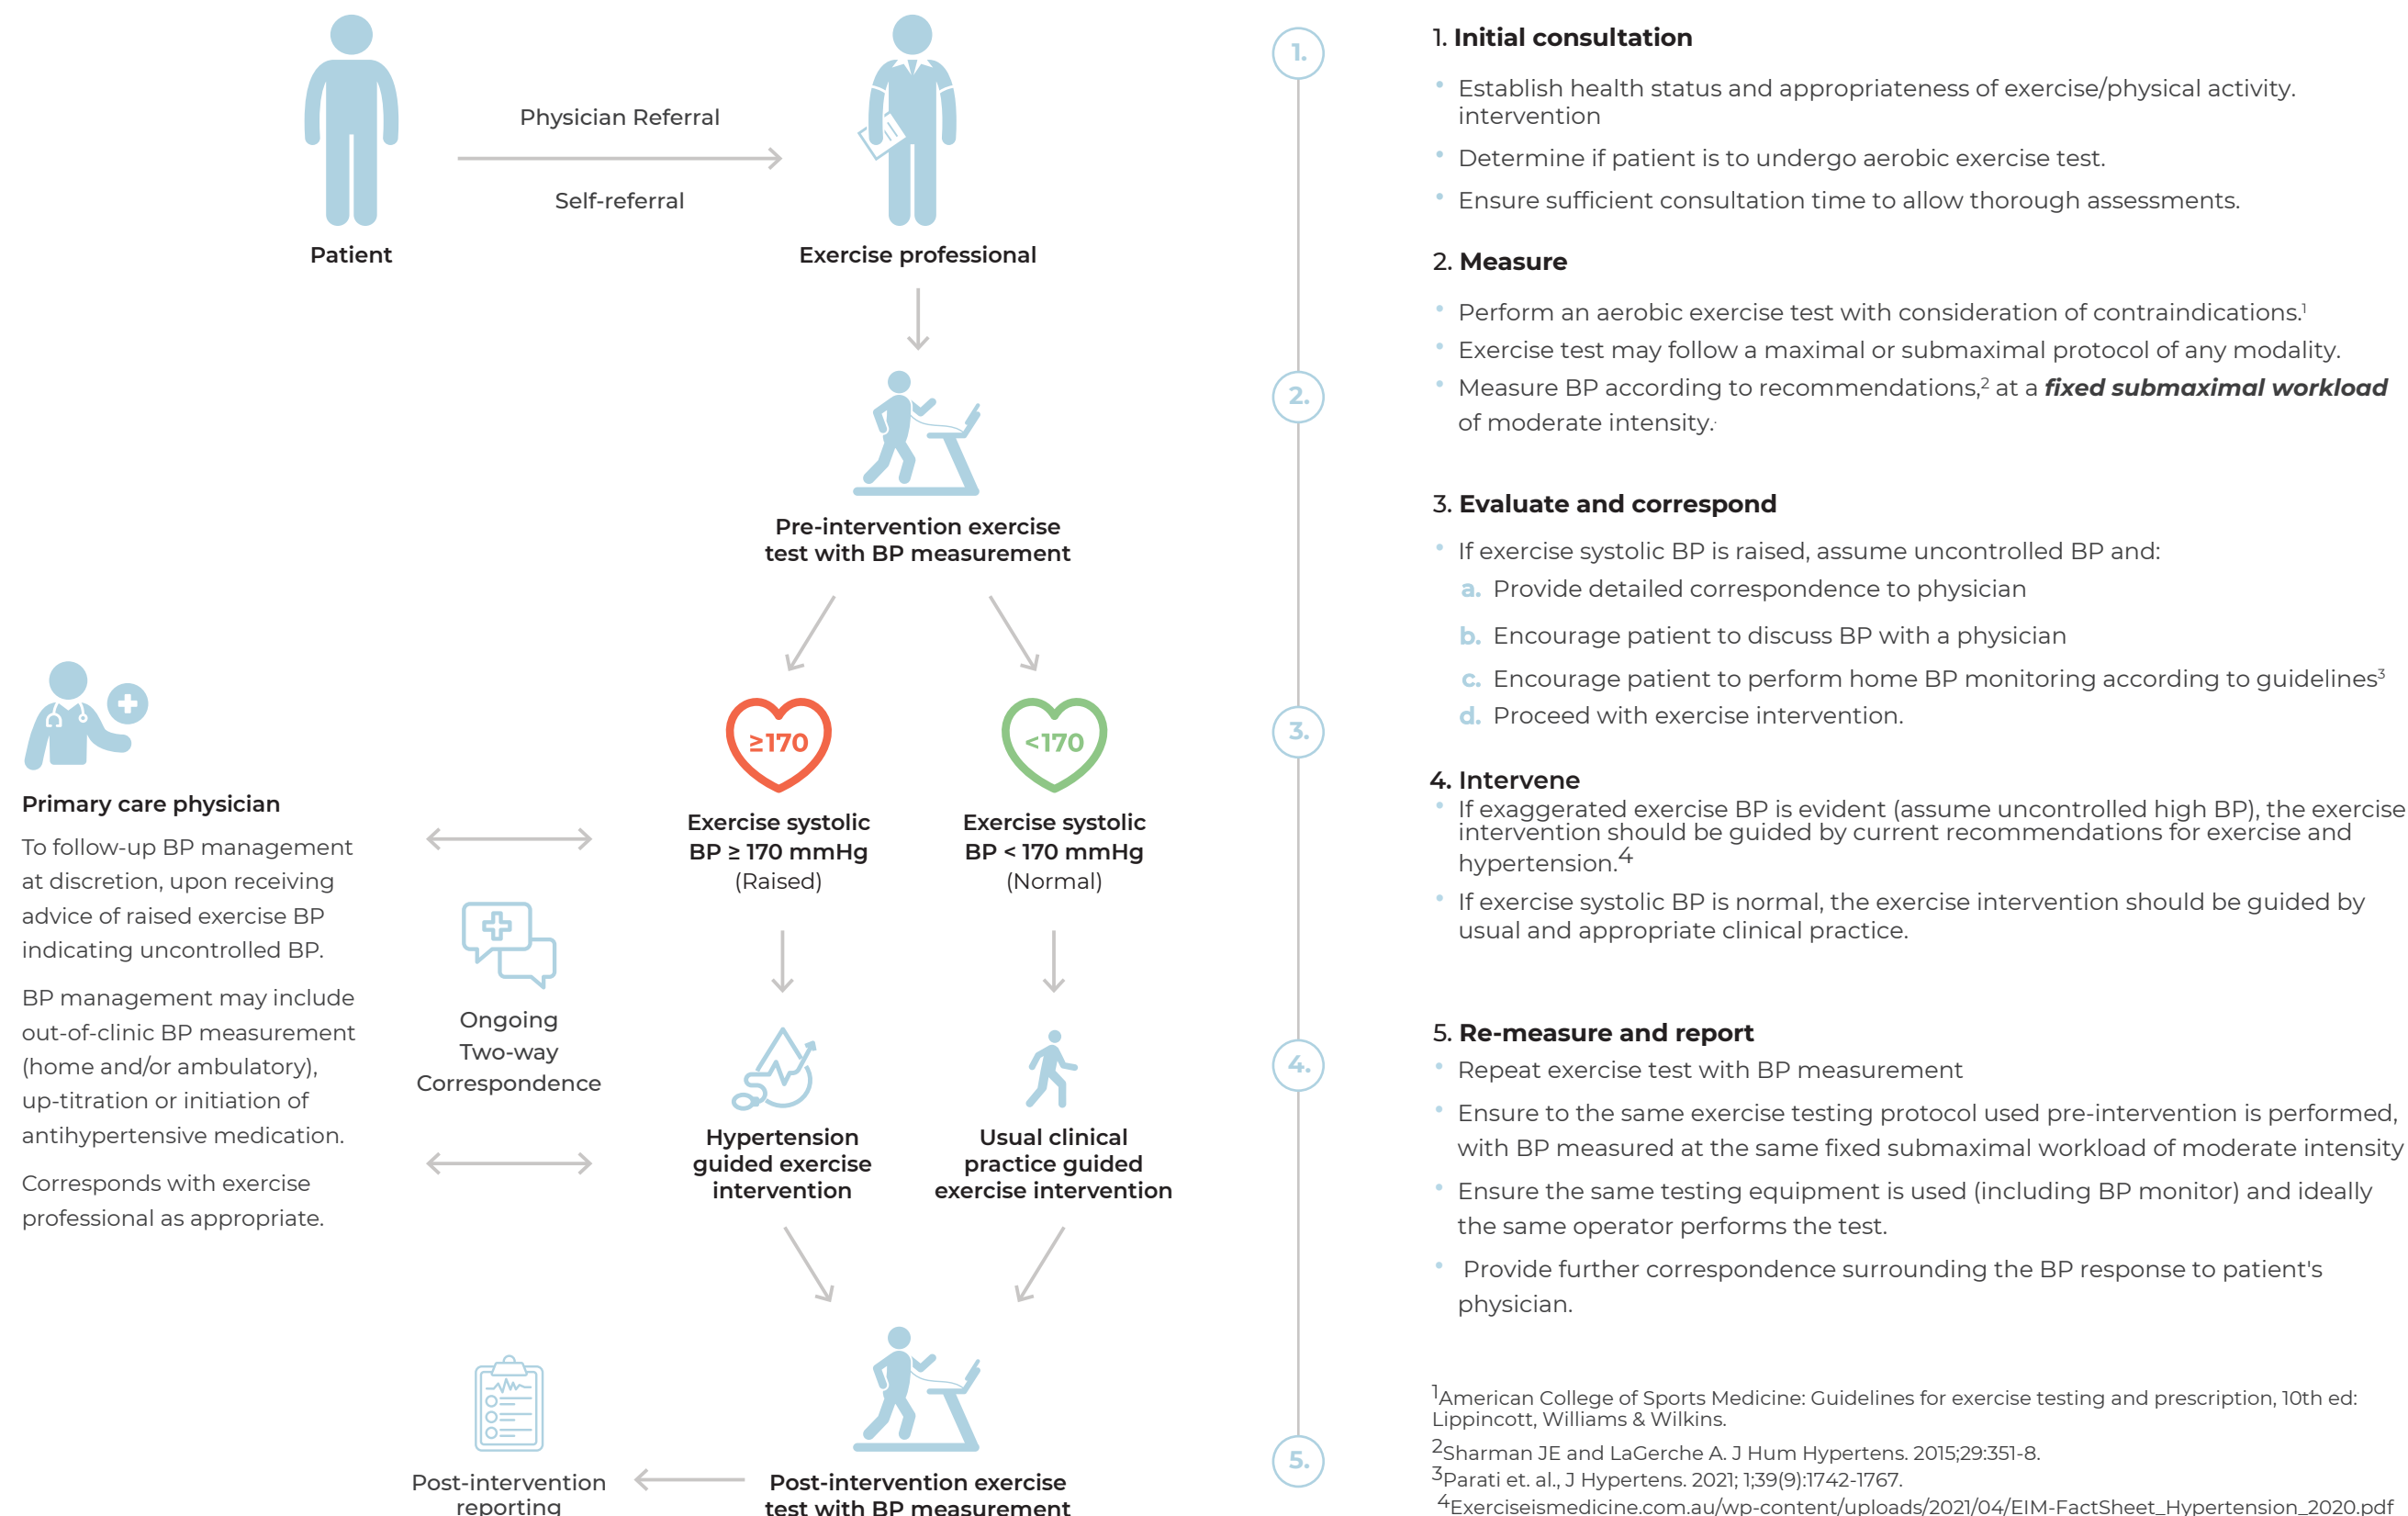 Physician Referral
Self-referral
Patient
Exercise professional
Pre-intervention exercise
test with BP measurement
≥170
<170
Exercise systolic
BP ≥ 170 mmHg
(Raised)
Exercise systolic
BP < 170 mmHg
(Normal)
Primary care physician
To follow-up BP management
at discretion, upon receiving
advice of raised exercise BP
indicating uncontrolled BP.
BP management may include
out-of-clinic BP measurement
(home and/or ambulatory),
up-titration or initiation of
antihypertensive medication.
Corresponds with exercise
professional as appropriate.
Ongoing
Two-way
Correspondence
Hypertension
guided exercise
intervention
Usual clinical
practice guided
exercise intervention
Post-intervention
reporting
Post-intervention exercise
test with BP measurement
1.
2.
3.
4.
5.
1. Initial consultation
• Establish health status and appropriateness of exercise/physical activity.
intervention
• Determine if patient is to undergo aerobic exercise test.
• Ensure sufficient consultation time to allow thorough assessments.
2. Measure
• Perform an aerobic exercise test with consideration of contraindications.¹
• Exercise test may follow a maximal or submaximal protocol of any modality.
• Measure BP according to recommendations,² at a fixed submaximal workload
of moderate intensity..
3. Evaluate and correspond
• If exercise systolic BP is raised, assume uncontrolled BP and:
a. Provide detailed correspondence to physician
b. Encourage patient to discuss BP with a physician
c. Encourage patient to perform home BP monitoring according to guidelines³
d. Proceed with exercise intervention.
4. Intervene
• If exaggerated exercise BP is evident (assume uncontrolled high BP), the exercise
intervention should be guided by current recommendations for exercise and
hypertension.⁴
• If exercise systolic BP is normal, the exercise intervention should be guided by
usual and appropriate clinical practice.
5. Re-measure and report
• Repeat exercise test with BP measurement
• Ensure to the same exercise testing protocol used pre-intervention is performed,
with BP measured at the same fixed submaximal workload of moderate intensity
• Ensure the same testing equipment is used (including BP monitor) and ideally
the same operator performs the test.
• Provide further correspondence surrounding the BP response to patient's
physician.
¹American College of Sports Medicine: Guidelines for exercise testing and prescription, 10th ed:
Lippincott, Williams & Wilkins.
²Sharman JE and LaGerche A. J Hum Hypertens. 2015;29:351-8.
³Parati et. al., J Hypertens. 2021; 1;39(9):1742-1767.
⁴Exerciseismedicine.com.au/wp-content/uploads/2021/04/EIM-FactSheet_Hypertension_2020.pdf